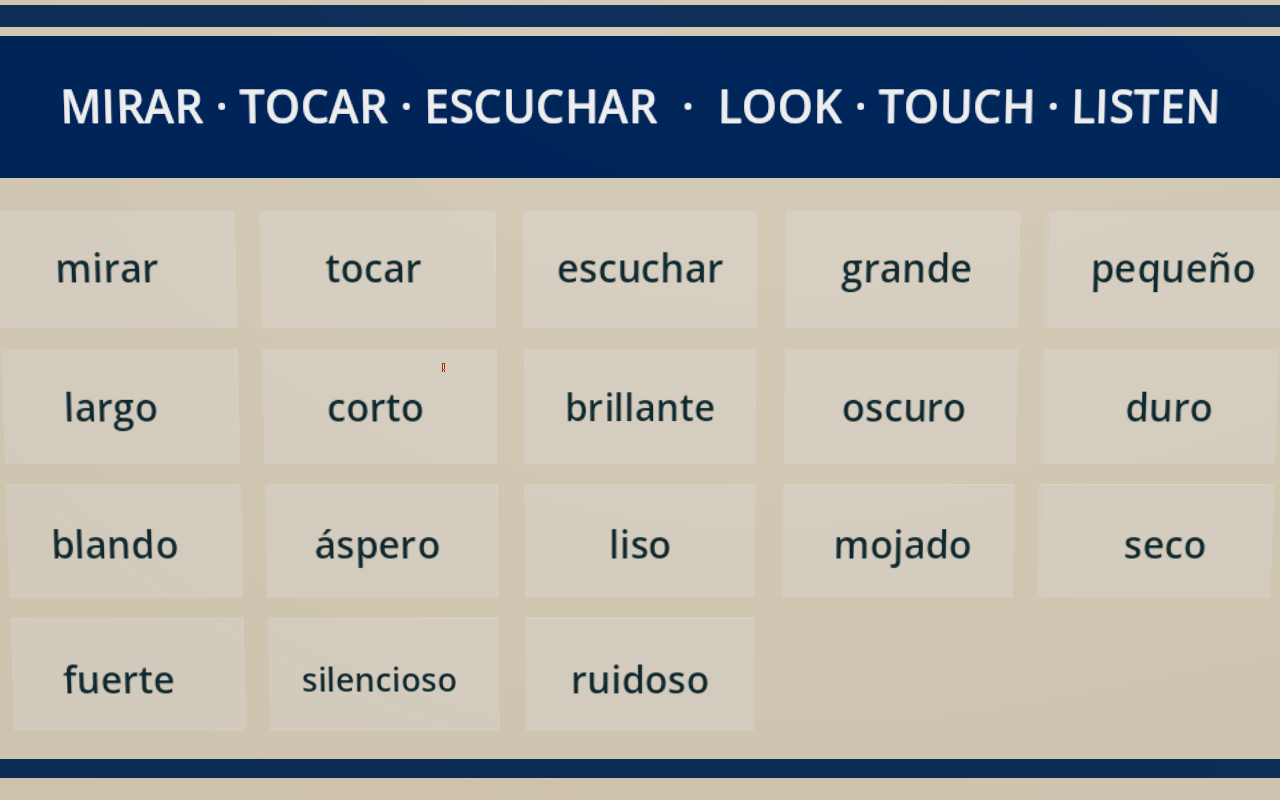 MIRAR · TOCAR · ESCUCHAR · LOOK · TOUCH · LISTEN
mirar tocar escuchar grande pequeño
largo corto brillante oscuro duro
blando áspero liso mojado seco
fuerte silencioso ruidoso